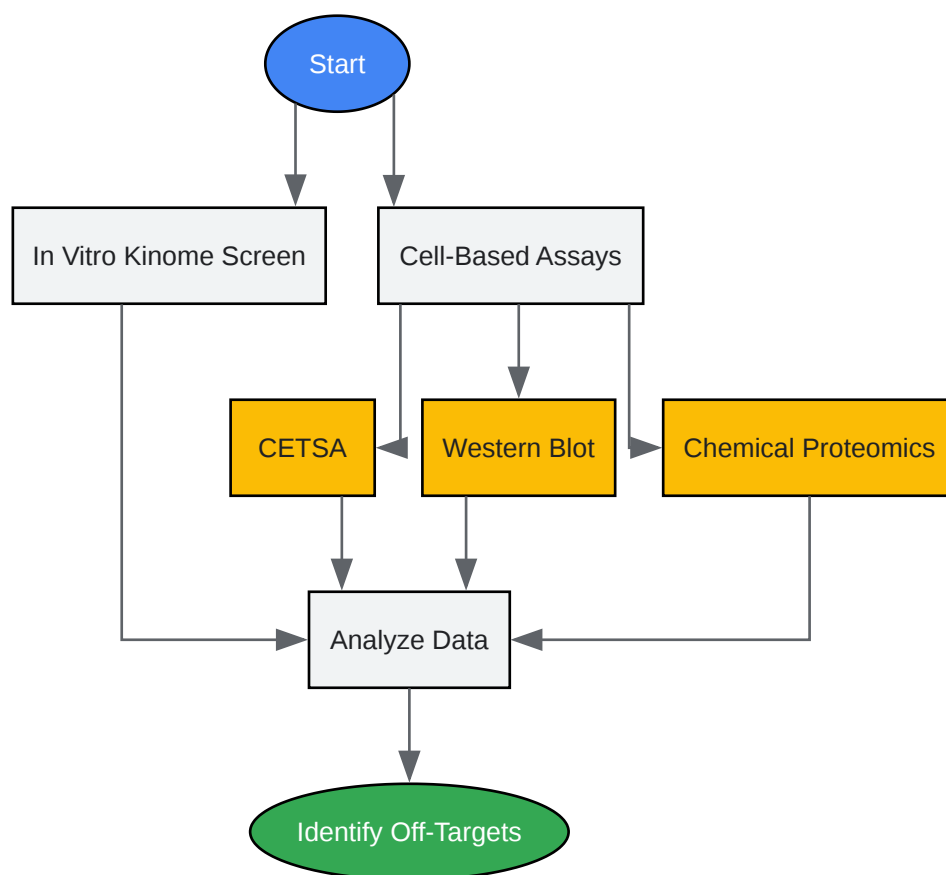 Start
In Vitro Kinome Screen
Cell-Based Assays
CETSA
Western Blot
Chemical Proteomics
Analyze Data
Identify Off-Targets